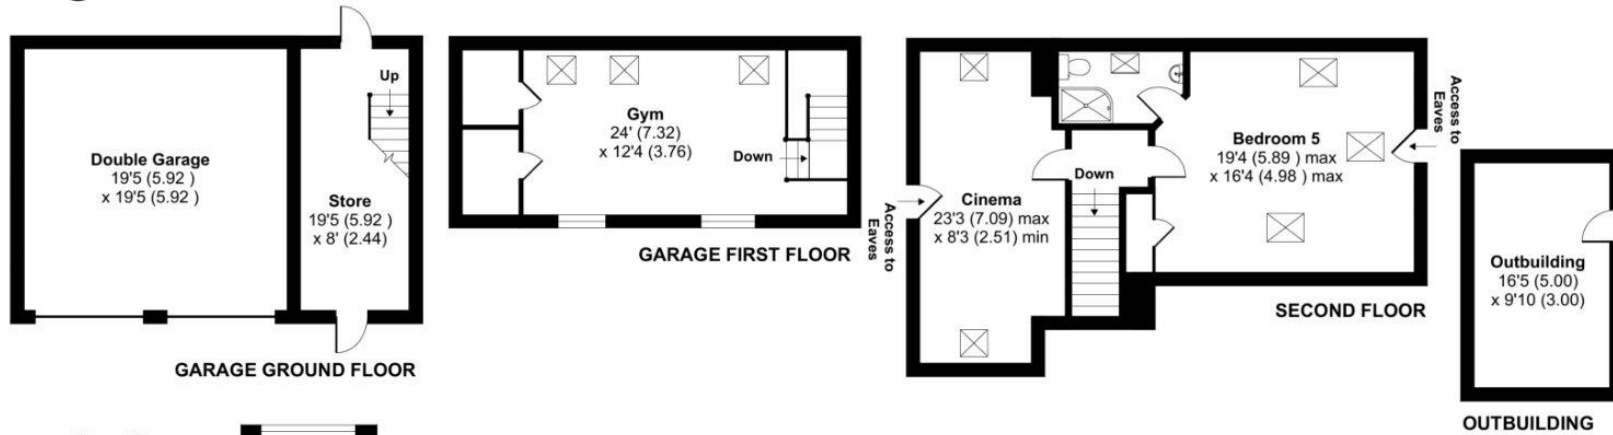 Double Garage
19'5 (5.92 )
x 19'5 (5.92 )
Up
Store
19'5 (5.92 )
x 8' (2.44)
GARAGE GROUND FLOOR
Gym
24' (7.32)
x 12'4 (3.76)
Down
GARAGE FIRST FLOOR
Access to
Eaves
Cinema
23'3 (7.09) max
x 8'3 (2.51) min
Down
Bedroom 5
19'4 (5.89 ) max
x 16'4 (4.98 ) max
Access to
Eaves
SECOND FLOOR
Outbuilding
16'5 (5.00)
x 9'10 (3.00)
OUTBUILDING